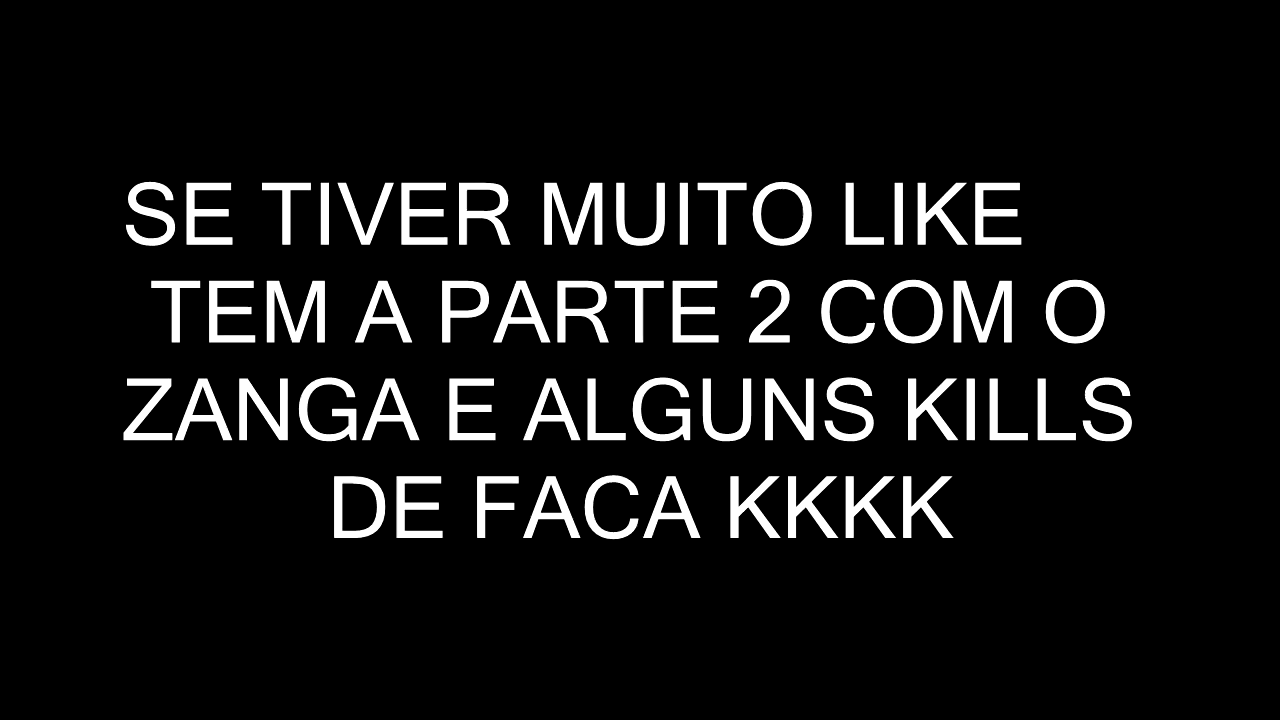 SE TIVER MUITO LIKE
TEM A PARTE 2 COM O
ZANGA E ALGUNS KILLS
DE FACA KKKK